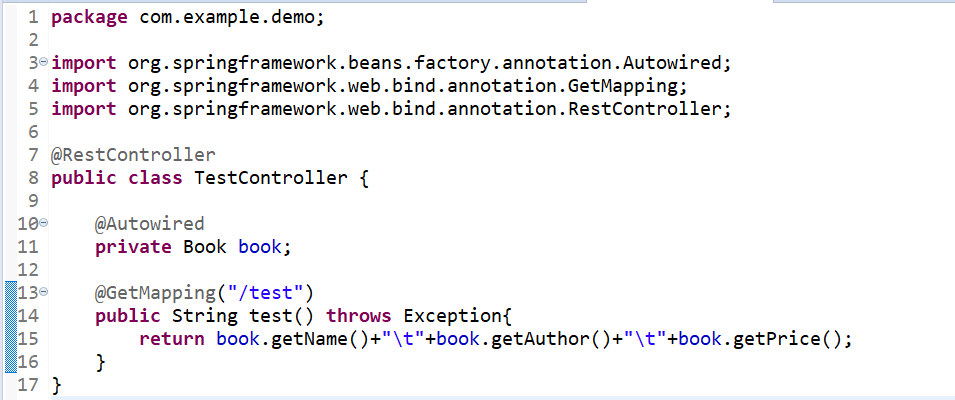 1 package com.example.demo;
2
3 import org.springframework.beans.factory.annotation.Autowired;
4 import org.springframework.web.bind.annotation.GetMapping;
5 import org.springframework.web.bind.annotation.RestController;
6
7 @RestController
8 public class TestController {
9
10     @Autowired
11     private Book book;
12
13     @GetMapping("/test")
14     public String test() throws Exception{
15         return book.getName()+"\t"+book.getAuthor()+"\t"+book.getPrice();
16     }
17 }